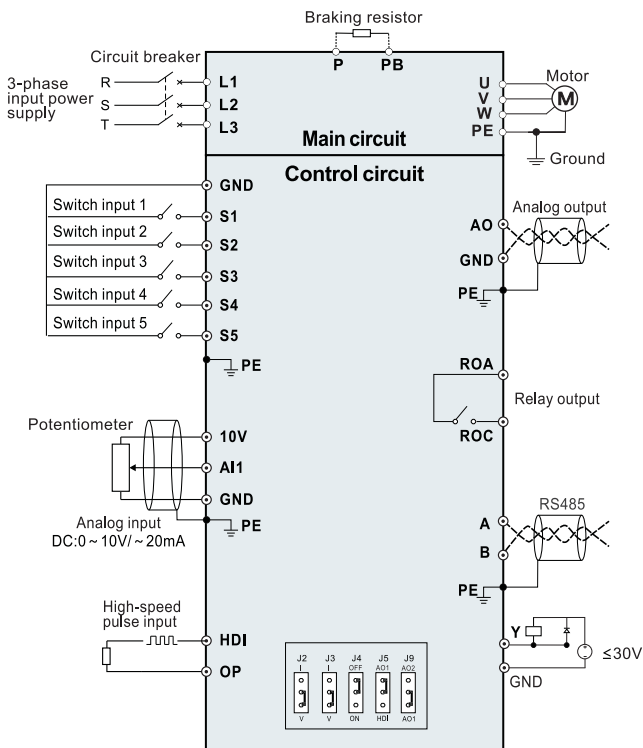 Braking resistor
P PB
Circuit breaker
3-phase
input power
supply
R
S
T
L1
L2
L3
U
V
W
PE
Motor
M
Ground
Main circuit
Control circuit
GND
Switch input 1
S1
Switch input 2
S2
Switch input 3
S3
Switch input 4
S4
Switch input 5
S5
PE
Analog output
AO
GND
PE
ROA
Relay output
ROC
Potentiometer
10V
AI1
GND
PE
Analog input
DC:0~10V/~20mA
RS485
A
B
PE
High-speed
pulse input
HDI
OP
Y
≤30V
GND
J2 J3 J4 J5 J9
I I OFF AO1 AO2
V V ON HDI AO1